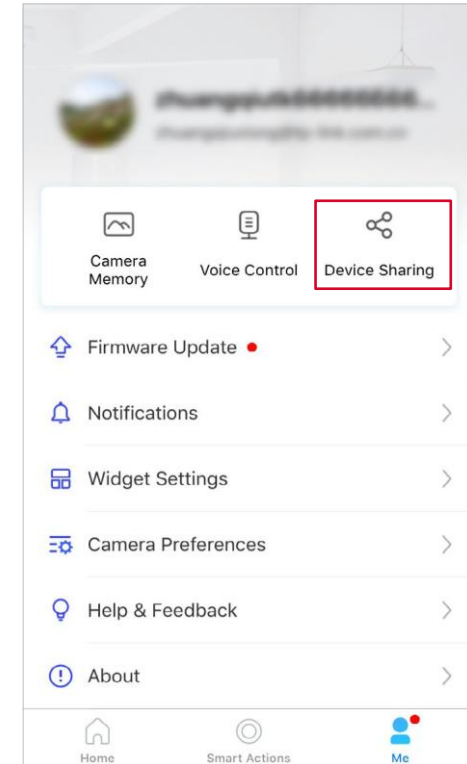 Camera
Memory
Voice Control
Device Sharing
Firmware Update
Notifications
Widget Settings
Camera Preferences
Help & Feedback
About
Home
Smart Actions
Me